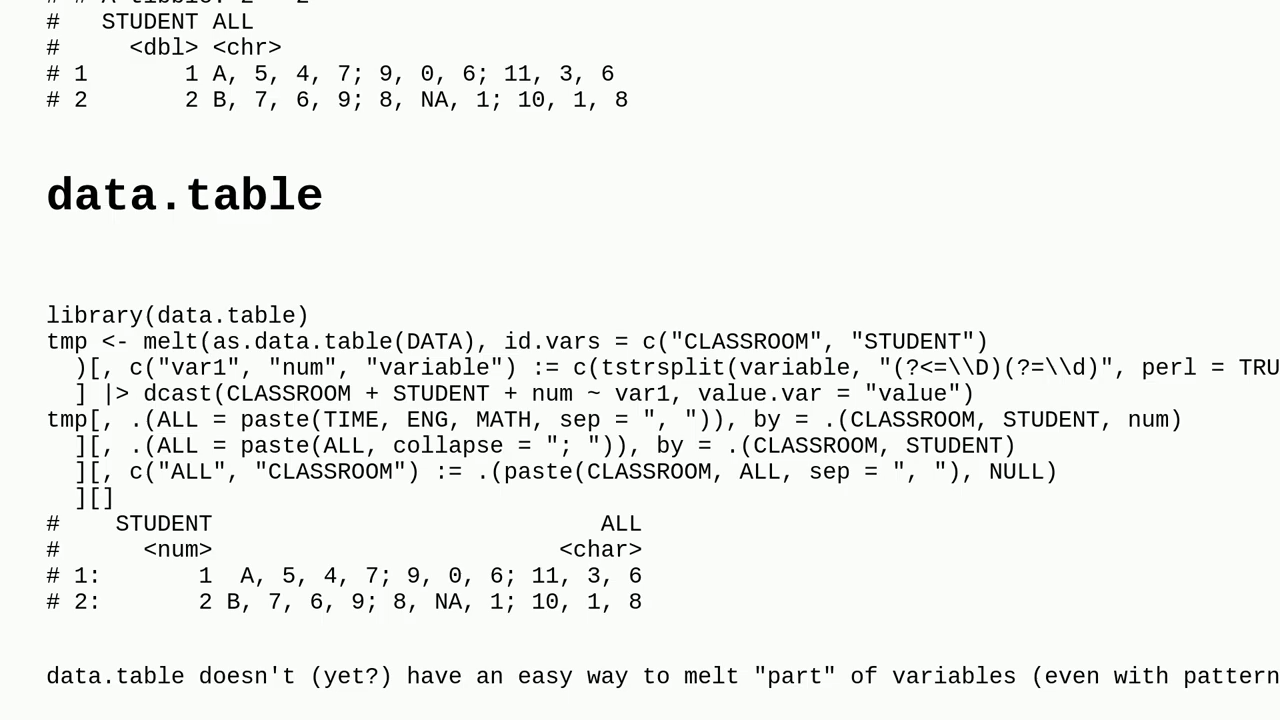 #   STUDENT ALL
#     <dbl> <chr>
# 1       1 A, 5, 4, 7; 9, 0, 6; 11, 3, 6
# 2       2 B, 7, 6, 9; 8, NA, 1; 10, 1, 8
data.table
library(data.table)
tmp <- melt(as.data.table(DATA), id.vars = c("CLASSROOM", "STUDENT")
  )[, c("var1", "num", "variable") := c(tstrsplit(variable, "(?<=\\D)(?=\\d)", perl = TRU
  ] |> dcast(CLASSROOM + STUDENT + num ~ var1, value.var = "value")
tmp[, .(ALL = paste(TIME, ENG, MATH, sep = ", ")), by = .(CLASSROOM, STUDENT, num)
  ][, .(ALL = paste(ALL, collapse = "; ")), by = .(CLASSROOM, STUDENT)
  ][, c("ALL", "CLASSROOM") := .(paste(CLASSROOM, ALL, sep = ", "), NULL)
  ][]
#    STUDENT                            ALL
#      <num>                         <char>
# 1:       1  A, 5, 4, 7; 9, 0, 6; 11, 3, 6
# 2:       2 B, 7, 6, 9; 8, NA, 1; 10, 1, 8
data.table doesn't (yet?) have an easy way to melt "part" of variables (even with pattern